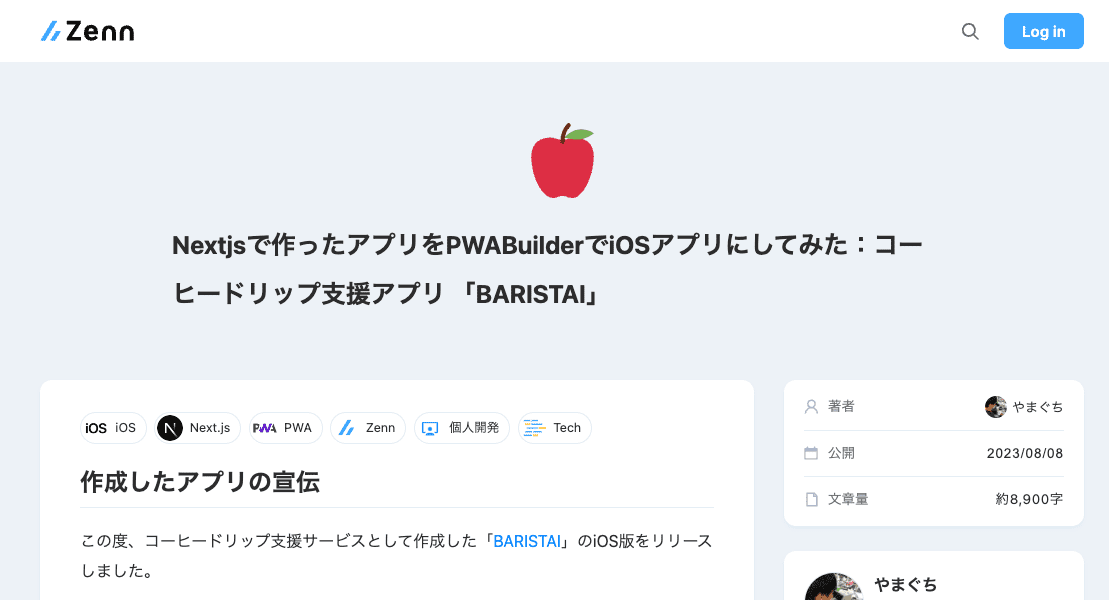 Zenn
Log in
Nextjsで作ったアプリをPWABuilderでiOSアプリにしてみた：コー
ヒードリップ支援アプリ 「BARISTAI」
iOS iOS
N Next.js
PWA PWA
Zenn
個人開発
Tech
作成したアプリの宣伝
この度、コーヒードリップ支援サービスとして作成した「BARISTAI」のiOS版をリリース
しました。
著者 やまぐち
公開 2023/08/08
文章量 約8,900字
やまぐち